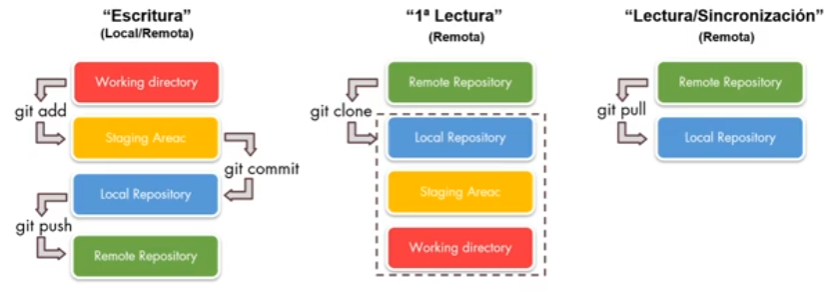 “Escritura”
(Local/Remota)
Working directory
git add
Staging Areac
git commit
Local Repository
git push
Remote Repository
“1ª Lectura”
(Remota)
Remote Repository
git clone
Local Repository
Staging Areac
Working directory
“Lectura/Sincronización”
(Remota)
Remote Repository
git pull
Local Repository